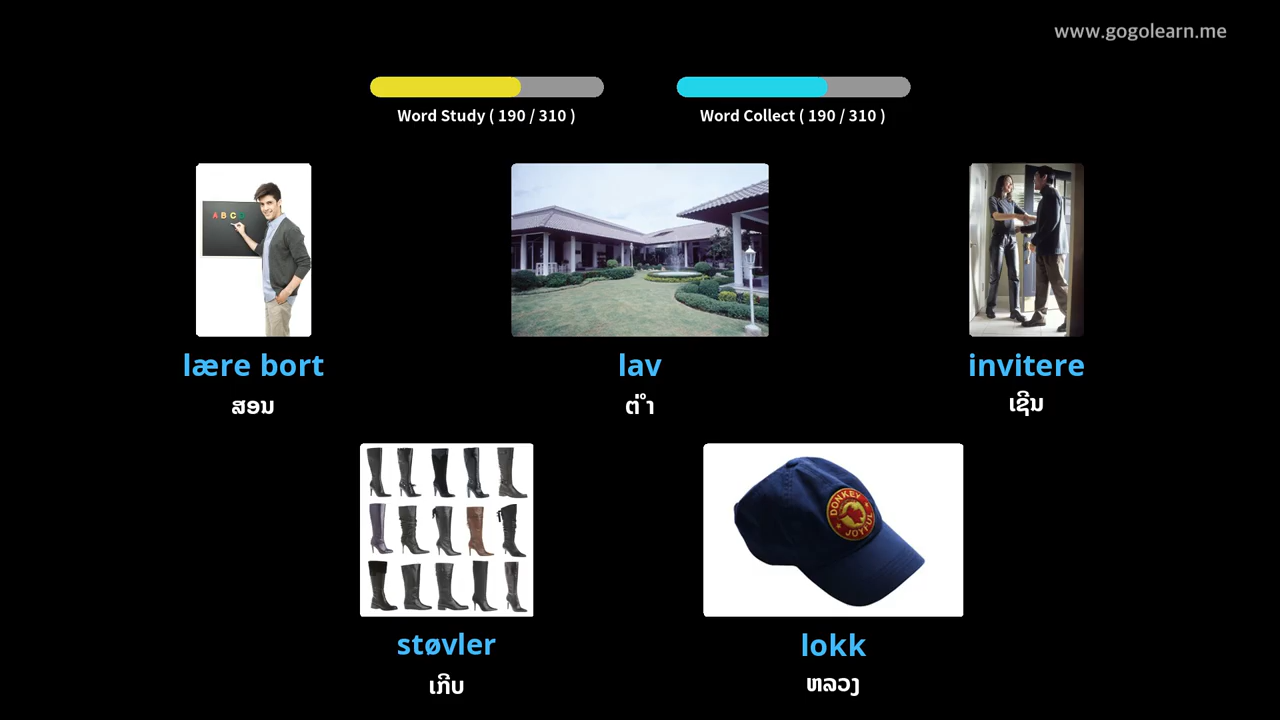 www.gogolearn.me
Word Study ( 190 / 310 )
Word Collect ( 190 / 310 )
A B C D
lære bort
ສອນ
lav
ຕ່ຳ
invitere
ເຊີນ
DONKEY
JOYFUL
støvler
ເກີບ
lokk
ຫລວງ